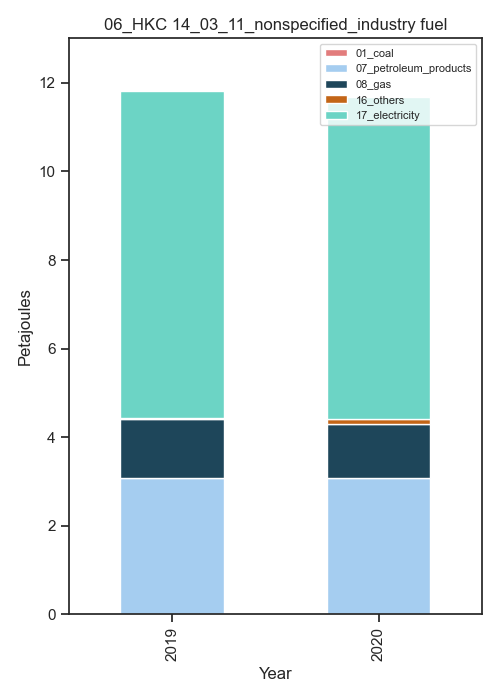 06_HKC 14_03_11_nonspecified_industry fuel
01_coal
07_petroleum_products
08_gas
16_others
17_electricity
12
10
8
6
4
2
0
Petajoules
2019
2020
Year